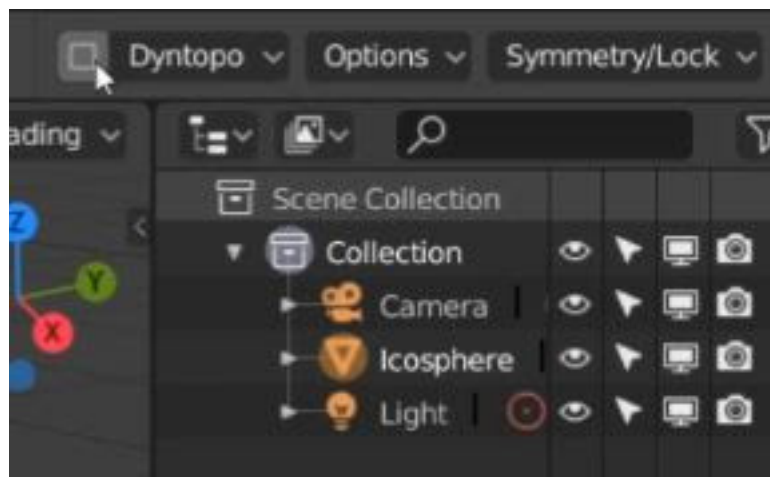 Dyntopo Options Symmetry/Lock
ading
Scene Collection
Z
Collection
Y
Camera
X
Icosphere
Light